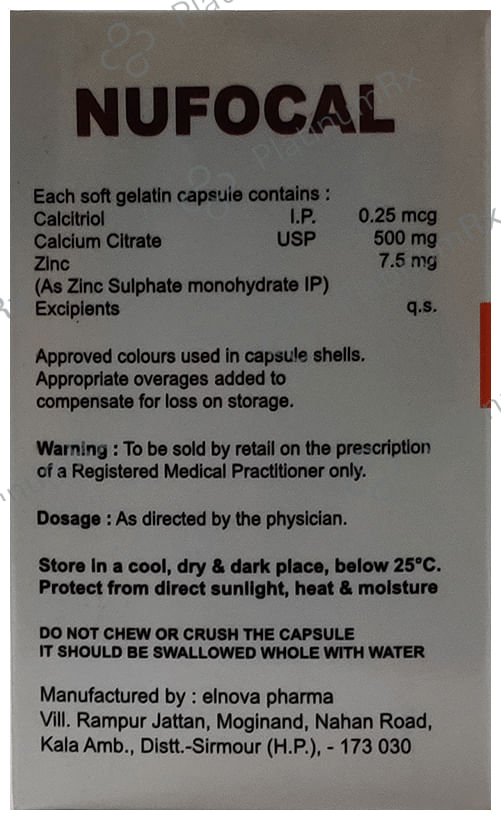 NUFOCAL
Each soft gelatin capsule contains :
Calcitriol I.P. 0.25 mcg
Calcium Citrate USP 500 mg
Zinc 7.5 mg
(As Zinc Sulphate monohydrate IP)
Excipients q.s.
Approved colours used in capsule shells.
Appropriate overages added to
compensate for loss on storage.
Warning : To be sold by retail on the prescription
of a Registered Medical Practitioner only.
Dosage : As directed by the physician.
Store in a cool, dry & dark place, below 25°C.
Protect from direct sunlight, heat & moisture
DO NOT CHEW OR CRUSH THE CAPSULE
IT SHOULD BE SWALLOWED WHOLE WITH WATER
Manufactured by : elnova pharma
Vill. Rampur Jattan, Moginand, Nahan Road,
Kala Amb., Distt.-Sirmour (H.P.), - 173 030
PlatinumRx